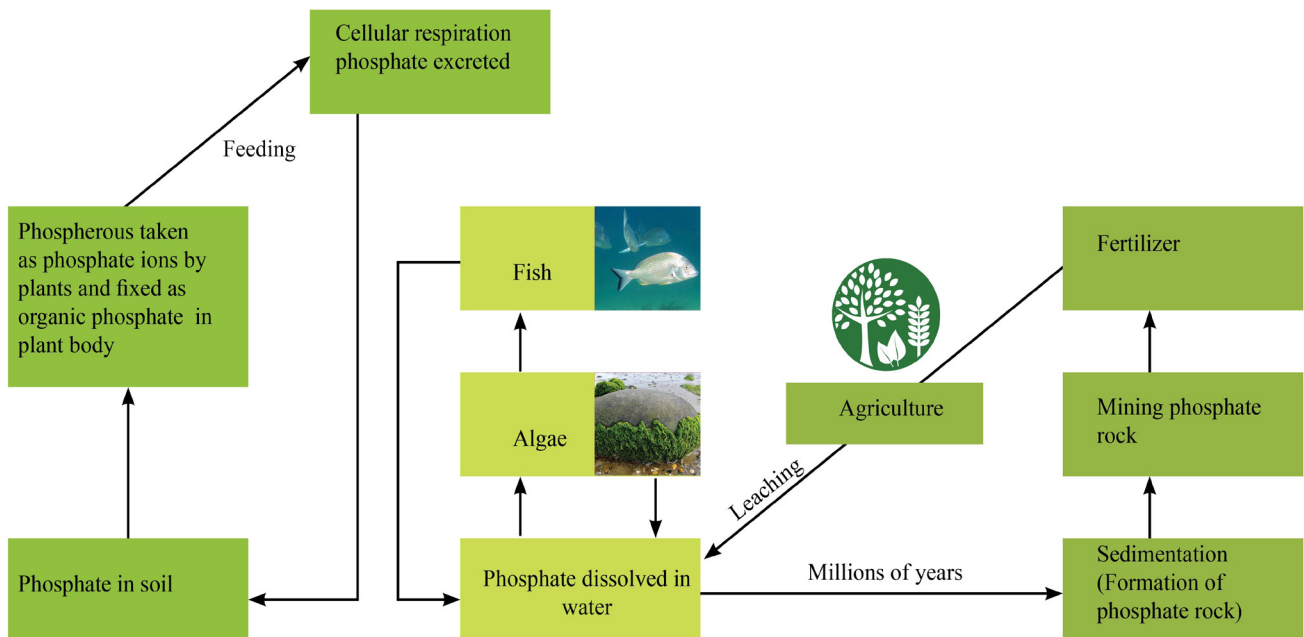 Cellular respiration
phosphate excreted
Feeding
Phospherous taken
as phosphate ions by
plants and fixed as
organic phosphate in
plant body
Phosphate in soil
Fish
Algae
Phosphate dissolved in
water
Agriculture
Leaching
Millions of years
Fertilizer
Mining phosphate
rock
Sedimentation
(Formation of
phosphate rock)